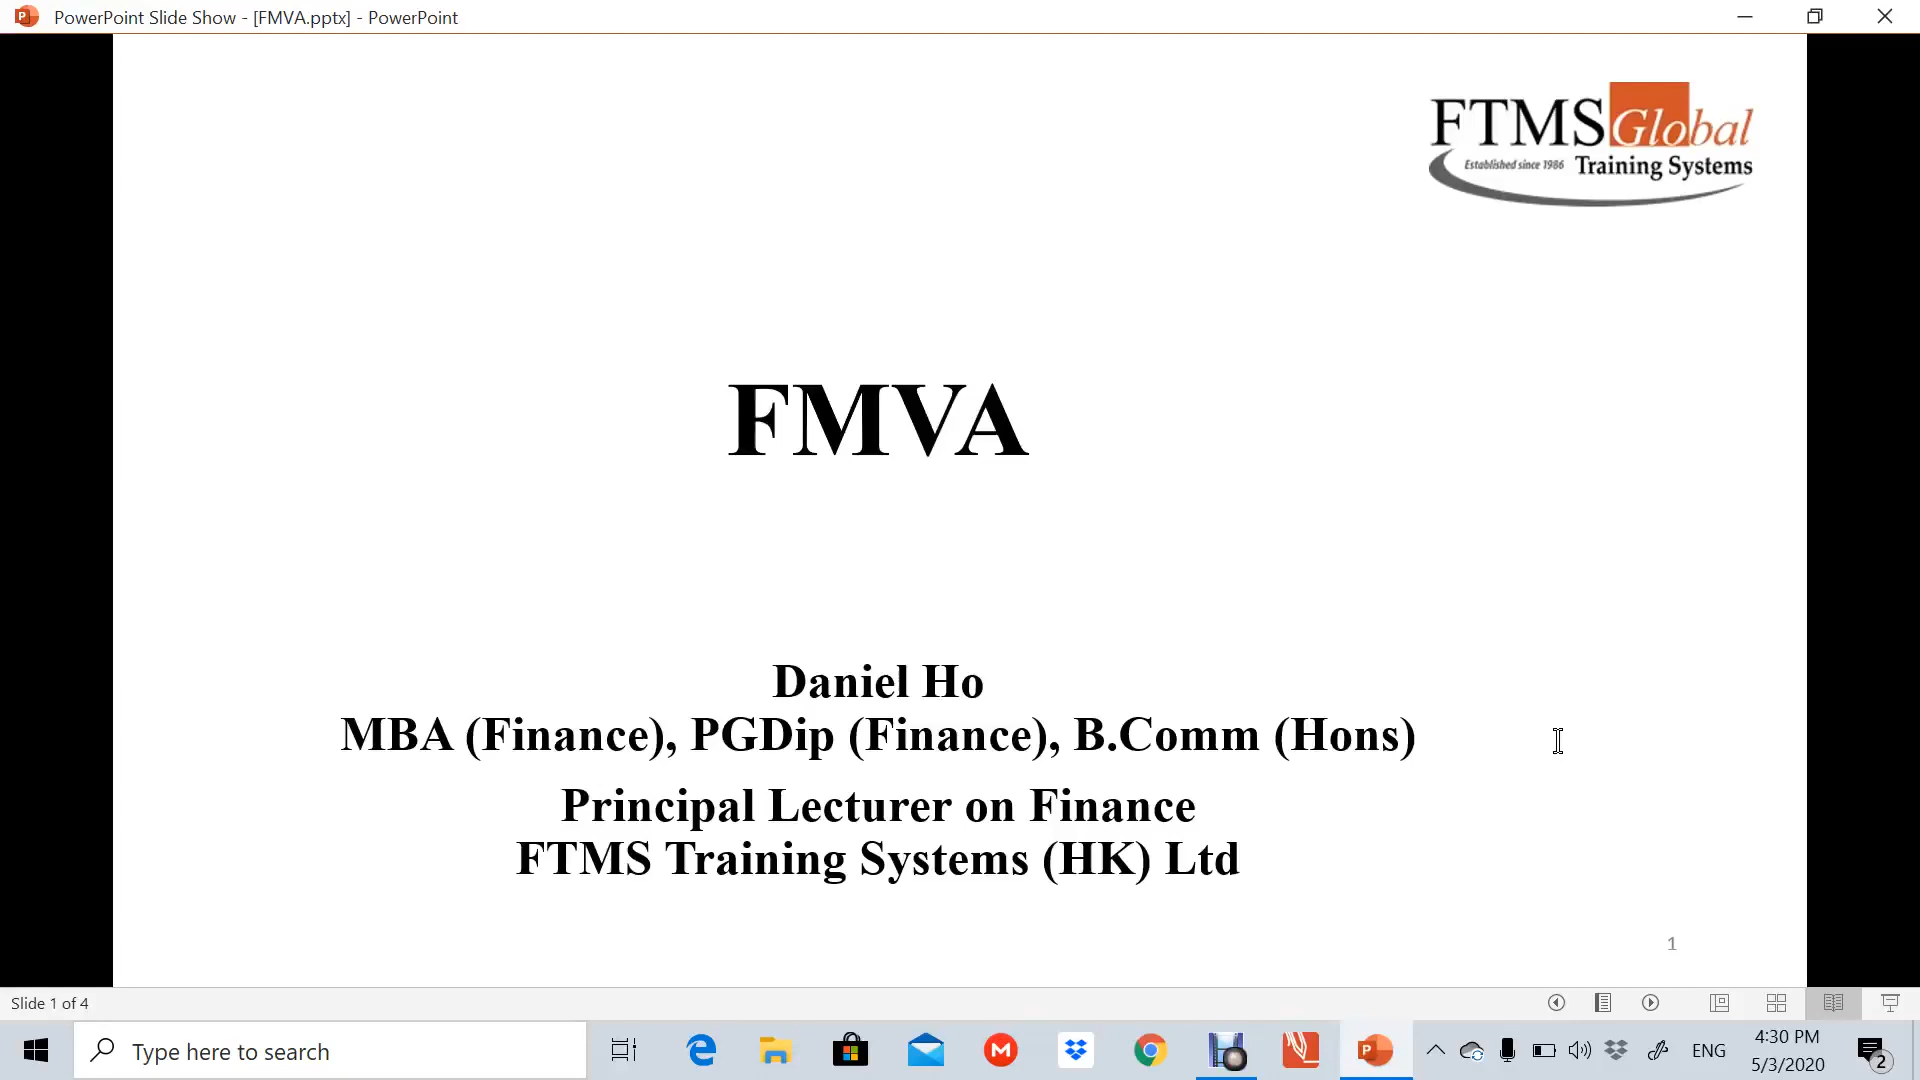 PowerPoint Slide Show - [FMVA.pptx] - PowerPoint
FTMS Global
Established since 1986 Training Systems
FMVA
Daniel Ho
MBA (Finance), PGDip (Finance), B.Comm (Hons)
Principal Lecturer on Finance
FTMS Training Systems (HK) Ltd
1
Slide 1 of 4
Type here to search
ENG
4:30 PM
5/3/2020
2